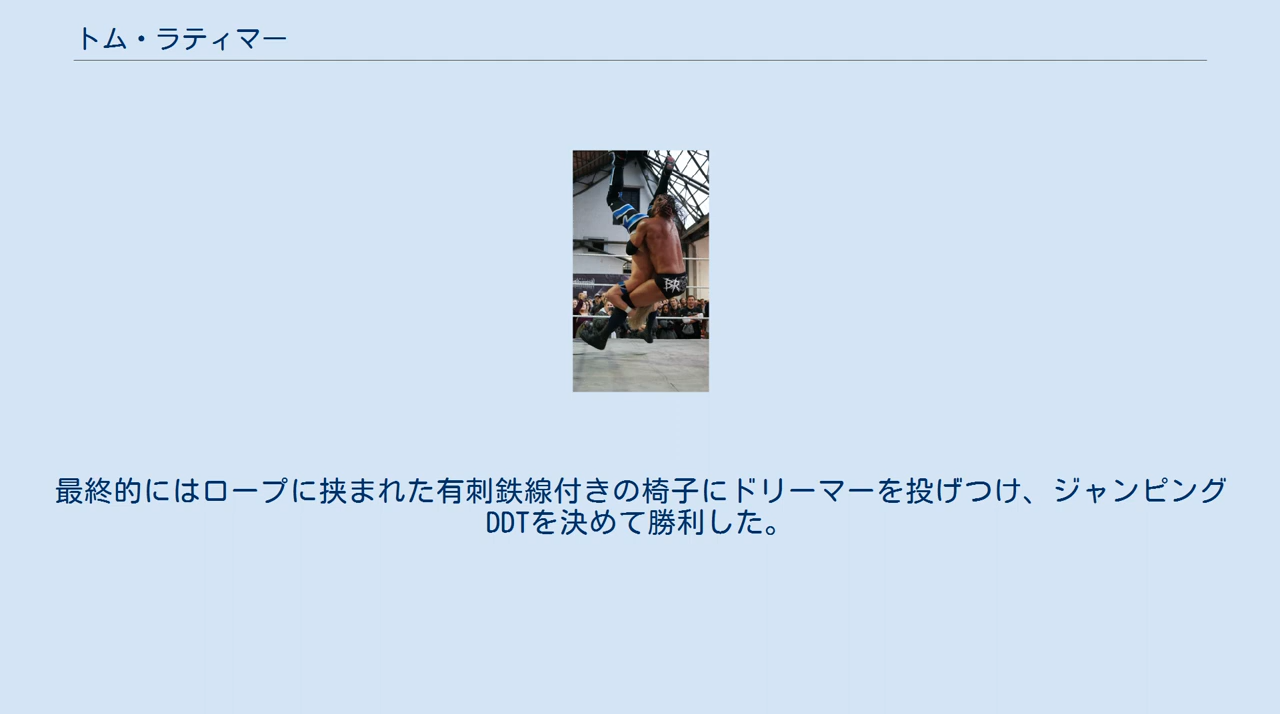 トム・ラティマー
BR
最終的にはロープに挟まれた有刺鉄線付きの椅子にドリーマーを投げつけ、ジャンピング
DDTを決めて勝利した。